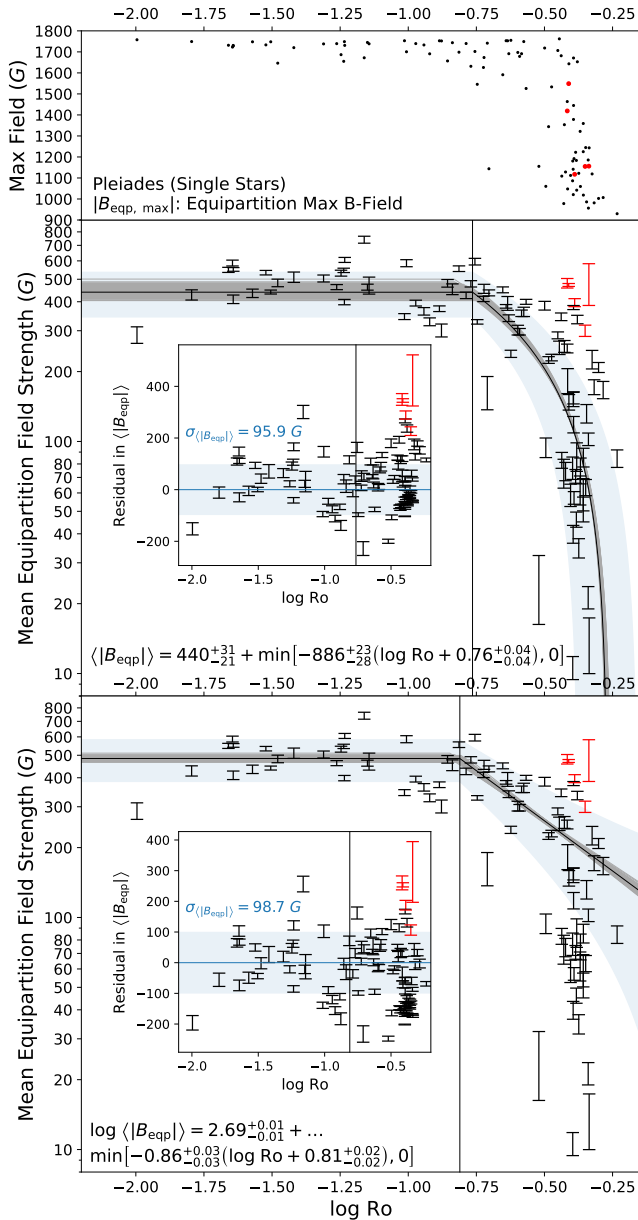 −2.00 −1.75 −1.50 −1.25 −1.00 −0.75 −0.50 −0.25
1800
1700
1600
1500
1400
1300
1200
1100
1000
900
Max Field (G)
Pleiades (Single Stars)
|B_eqp, max|: Equipartition Max B-Field
800
700
600
500
400
300
200
100
80
70
60
50
40
30
20
10
Mean Equipartition Field Strength (G)
400
200
0
−200
Residual in ⟨|B_eqp|⟩
σ_⟨|B_eqp|⟩ = 95.9 G
−2.0 −1.5 −1.0 −0.5
log Ro
⟨|B_eqp|⟩ = 440^{+31}_{−21} + min[−886^{+23}_{−28}(log Ro + 0.76^{+0.04}_{−0.04}), 0]
−2.00 −1.75 −1.50 −1.25 −1.00 −0.75 −0.50 −0.25
800
700
600
500
400
300
200
100
80
70
60
50
40
30
20
10
Mean Equipartition Field Strength (G)
400
300
200
100
0
−100
−200
Residual in ⟨|B_eqp|⟩
σ_⟨|B_eqp|⟩ = 98.7 G
−2.0 −1.5 −1.0 −0.5
log Ro
log ⟨|B_eqp|⟩ = 2.69^{+0.01}_{−0.01} + ...
min[−0.86^{+0.03}_{−0.03}(log Ro + 0.81^{+0.02}_{−0.02}), 0]
−2.00 −1.75 −1.50 −1.25 −1.00 −0.75 −0.50 −0.25
log Ro